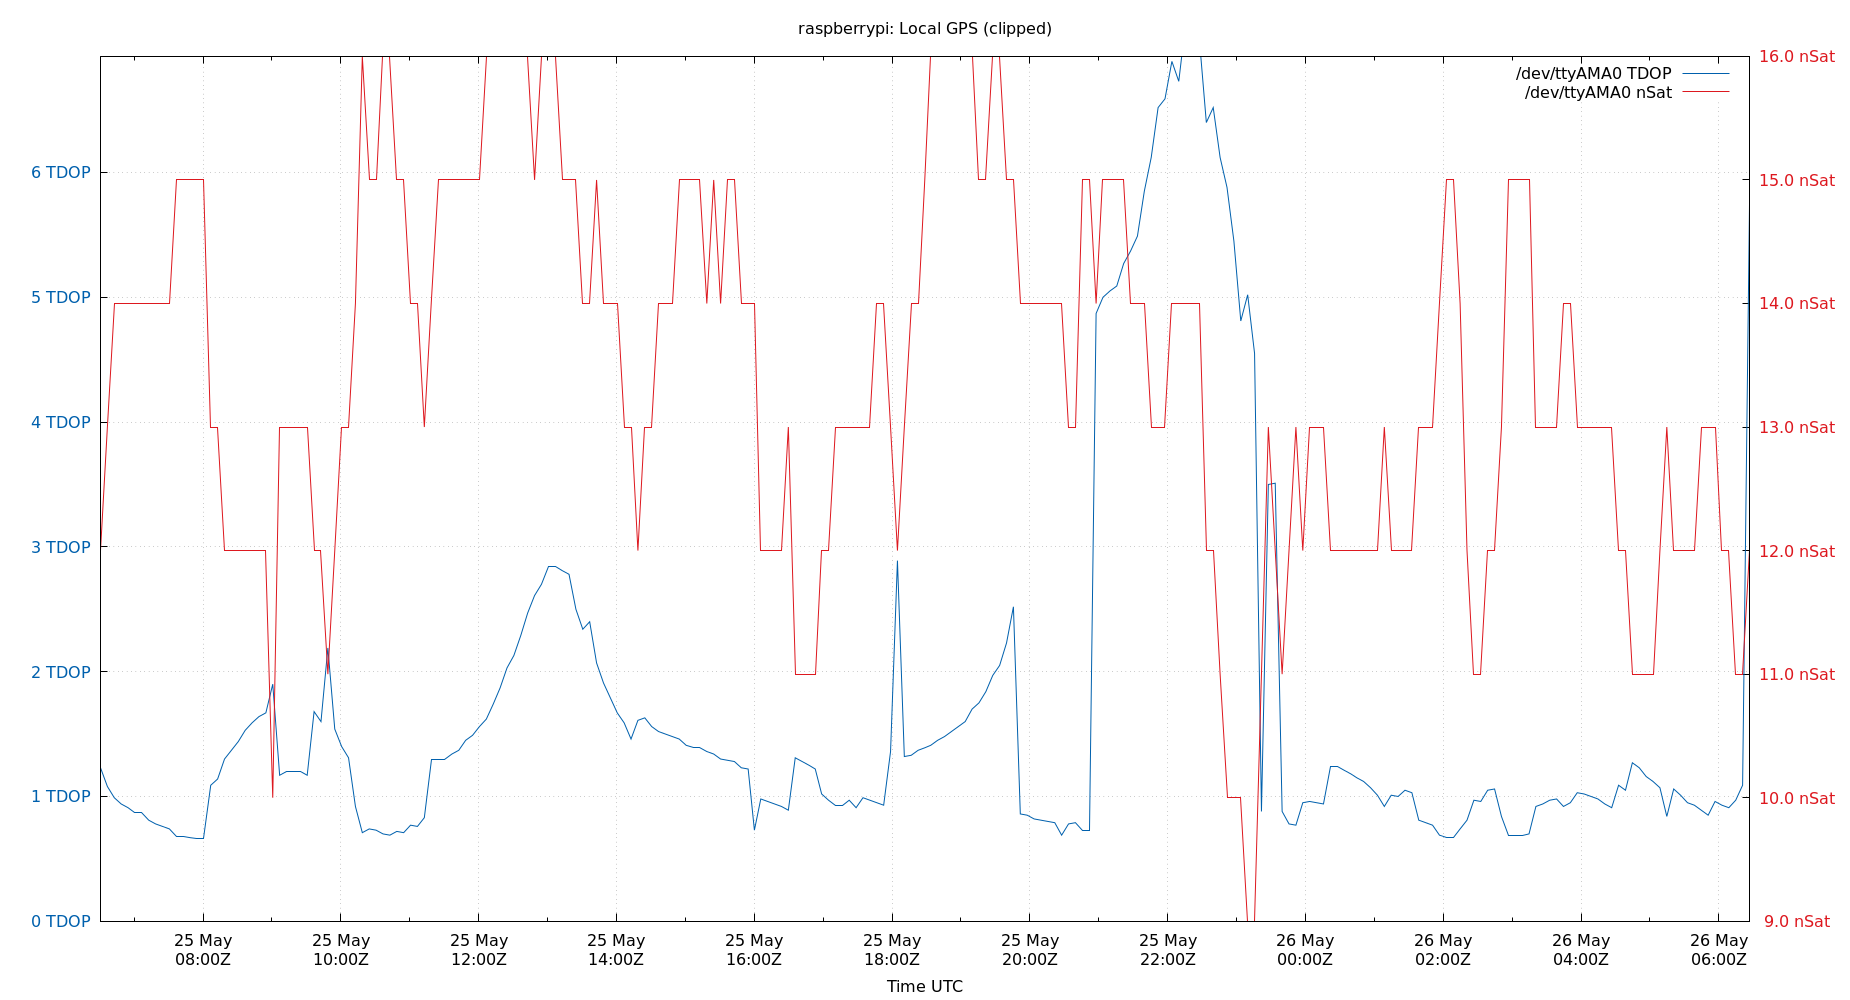 raspberrypi: Local GPS (clipped)
/dev/ttyAMA0 TDOP
/dev/ttyAMA0 nSat
6 TDOP
5 TDOP
4 TDOP
3 TDOP
2 TDOP
1 TDOP
0 TDOP
16.0 nSat
15.0 nSat
14.0 nSat
13.0 nSat
12.0 nSat
11.0 nSat
10.0 nSat
9.0 nSat
25 May
08:00Z
25 May
10:00Z
25 May
12:00Z
25 May
14:00Z
25 May
16:00Z
25 May
18:00Z
25 May
20:00Z
25 May
22:00Z
26 May
00:00Z
26 May
02:00Z
26 May
04:00Z
26 May
06:00Z
Time UTC